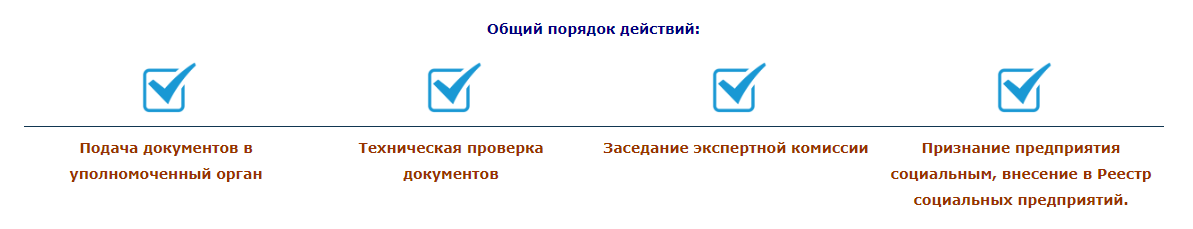 Общий порядок действий:
Подача документов в
уполномоченный орган
Техническая проверка
документов
Заседание экспертной комиссии
Признание предприятия
социальным, внесение в Реестр
социальных предприятий.